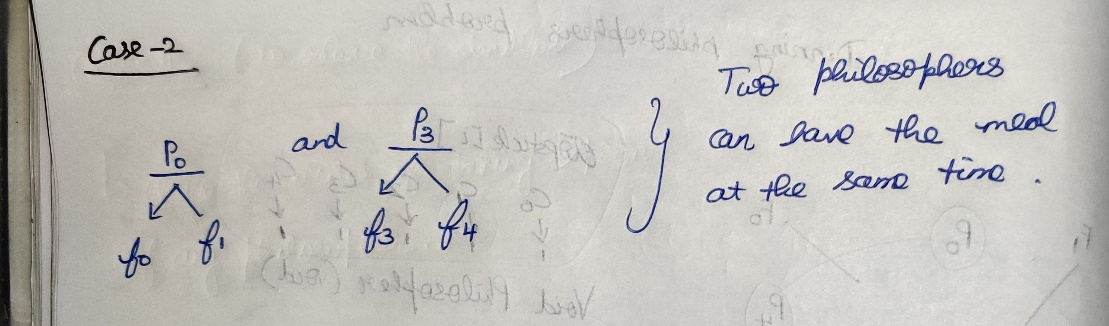 Case-2
P0 and P3
f0 f1 f3 f4
} Two philosophers
can have the meal
at the same time.